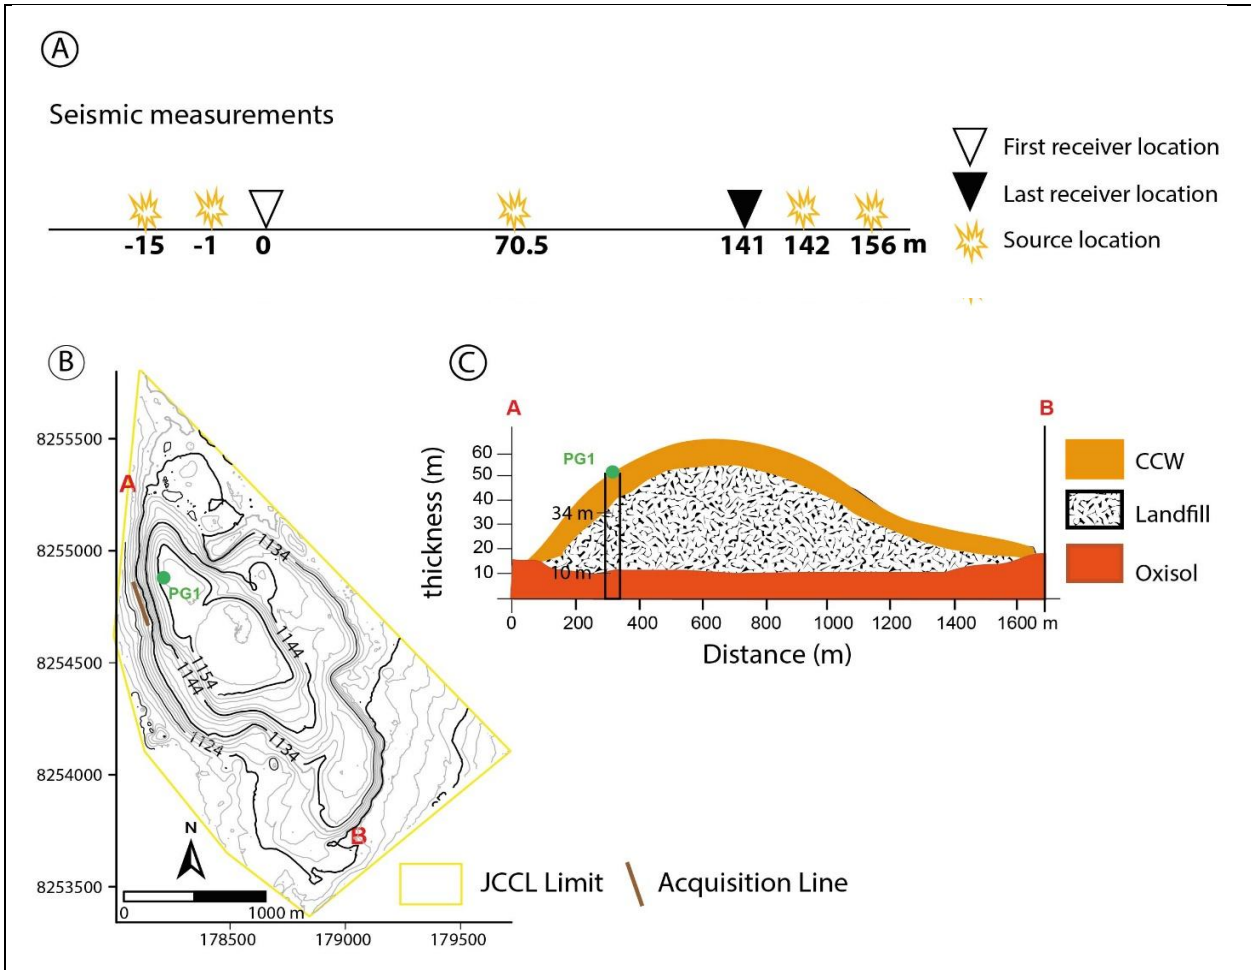 A
Seismic measurements
First receiver location
Last receiver location
Source location
-15 -1 0 70.5 141 142 156 m
B
8255500
8255000
8254500
8254000
8253500
A
1134
PG1
1144
1154
1144
1124
1134
B
N
0 1000 m
178500 179000 179500
JCCL Limit
Acquisition Line
C
A
B
thickness (m)
60
50
40
30
20
10
PG1
34 m
10 m
0 200 400 600 800 1000 1200 1400 1600 m
Distance (m)
CCW
Landfill
Oxisol